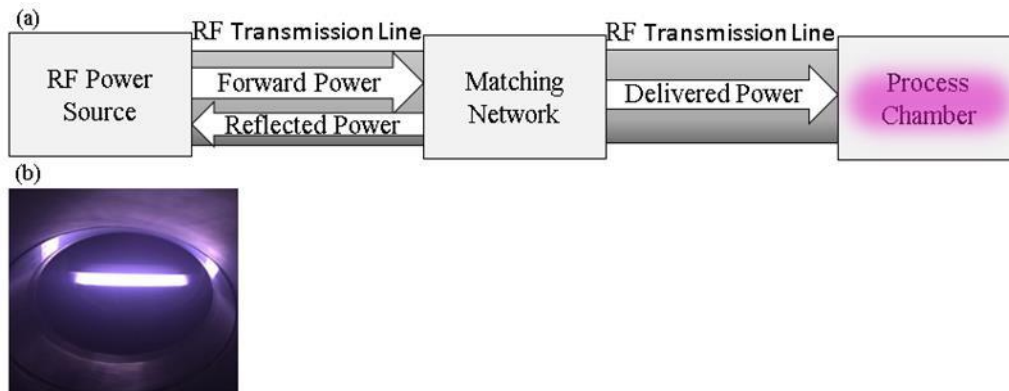 (a)
RF Transmission Line
RF Transmission Line
RF Power
Source
Forward Power
Reflected Power
Matching
Network
Delivered Power
Process
Chamber
(b)